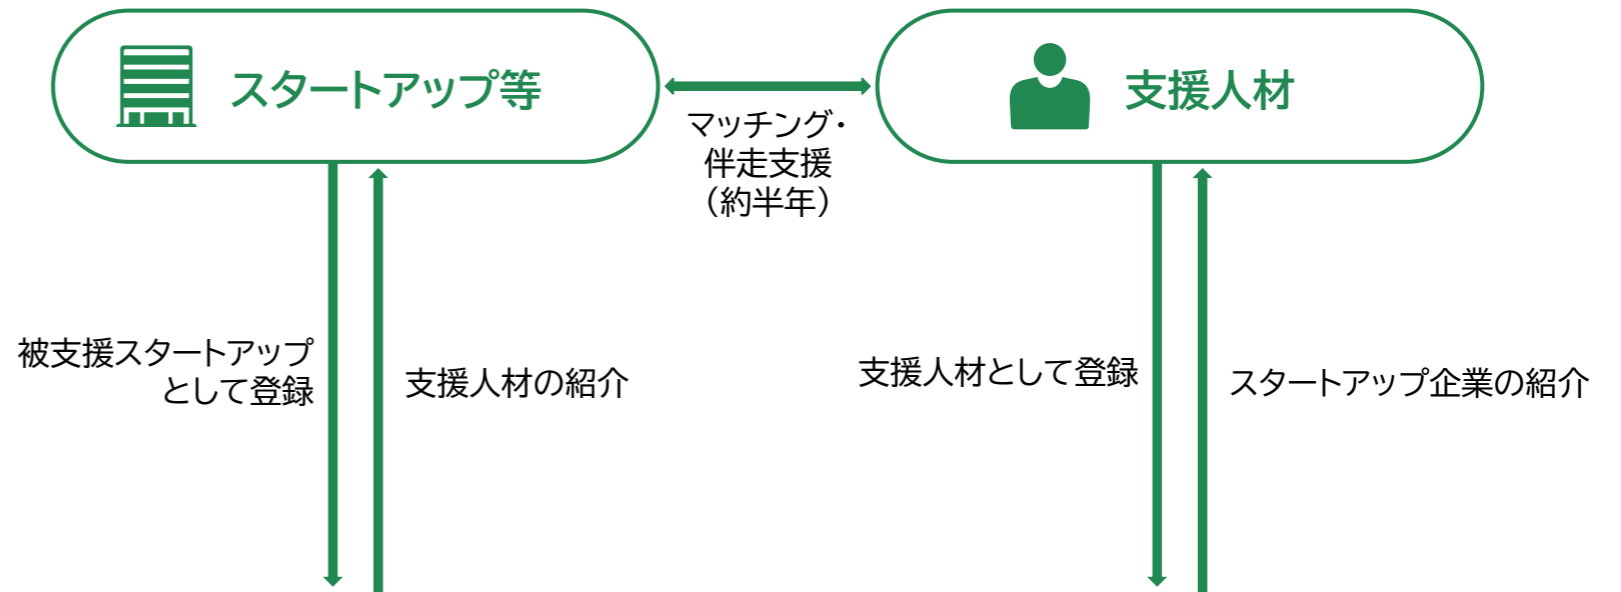 スタートアップ等
支援人材
マッチング・
伴走支援
（約半年）
被支援スタートアップ
として登録
支援人材の紹介
支援人材として登録
スタートアップ企業の紹介